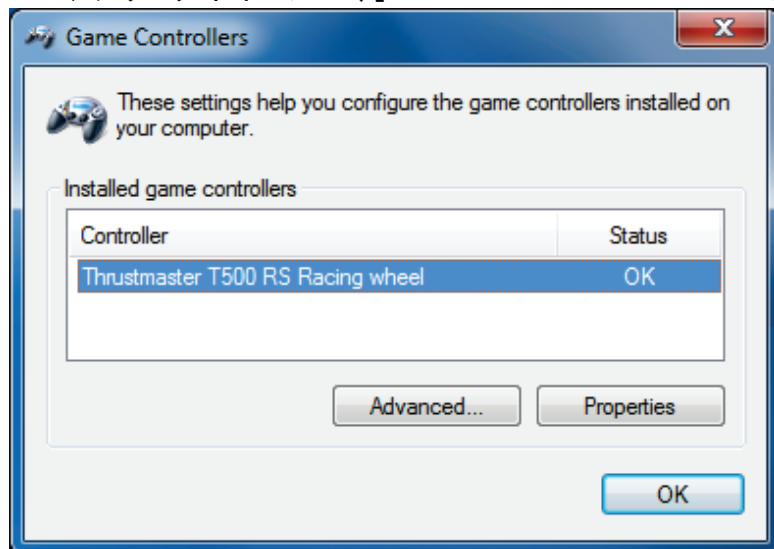 Game Controllers
These settings help you configure the game controllers installed on
your computer.
Installed game controllers
Controller Status
Thrustmaster T500 RS Racing wheel OK
Advanced... Properties
OK